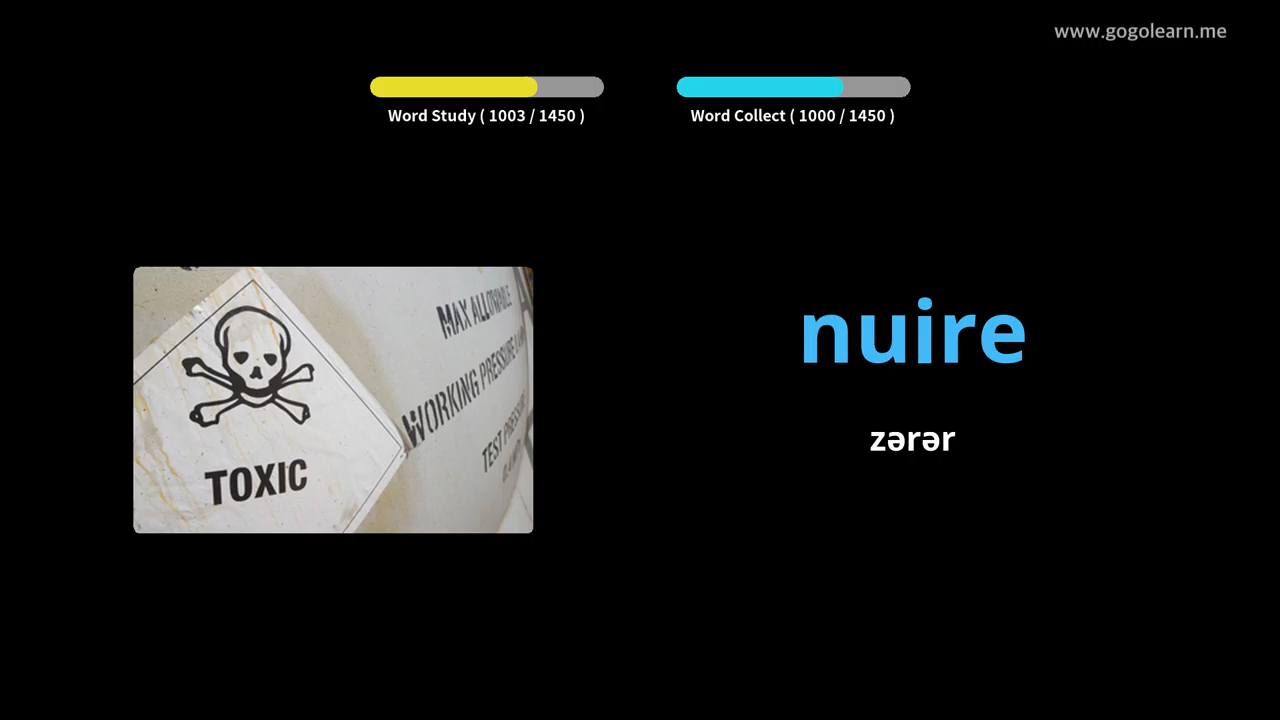 www.gogolearn.me
Word Study ( 1003 / 1450 )
Word Collect ( 1000 / 1450 )
MAX ALLOWABLE
WORKING PRESSURE
TEST PRESSURE
TOXIC
nuire
zərər